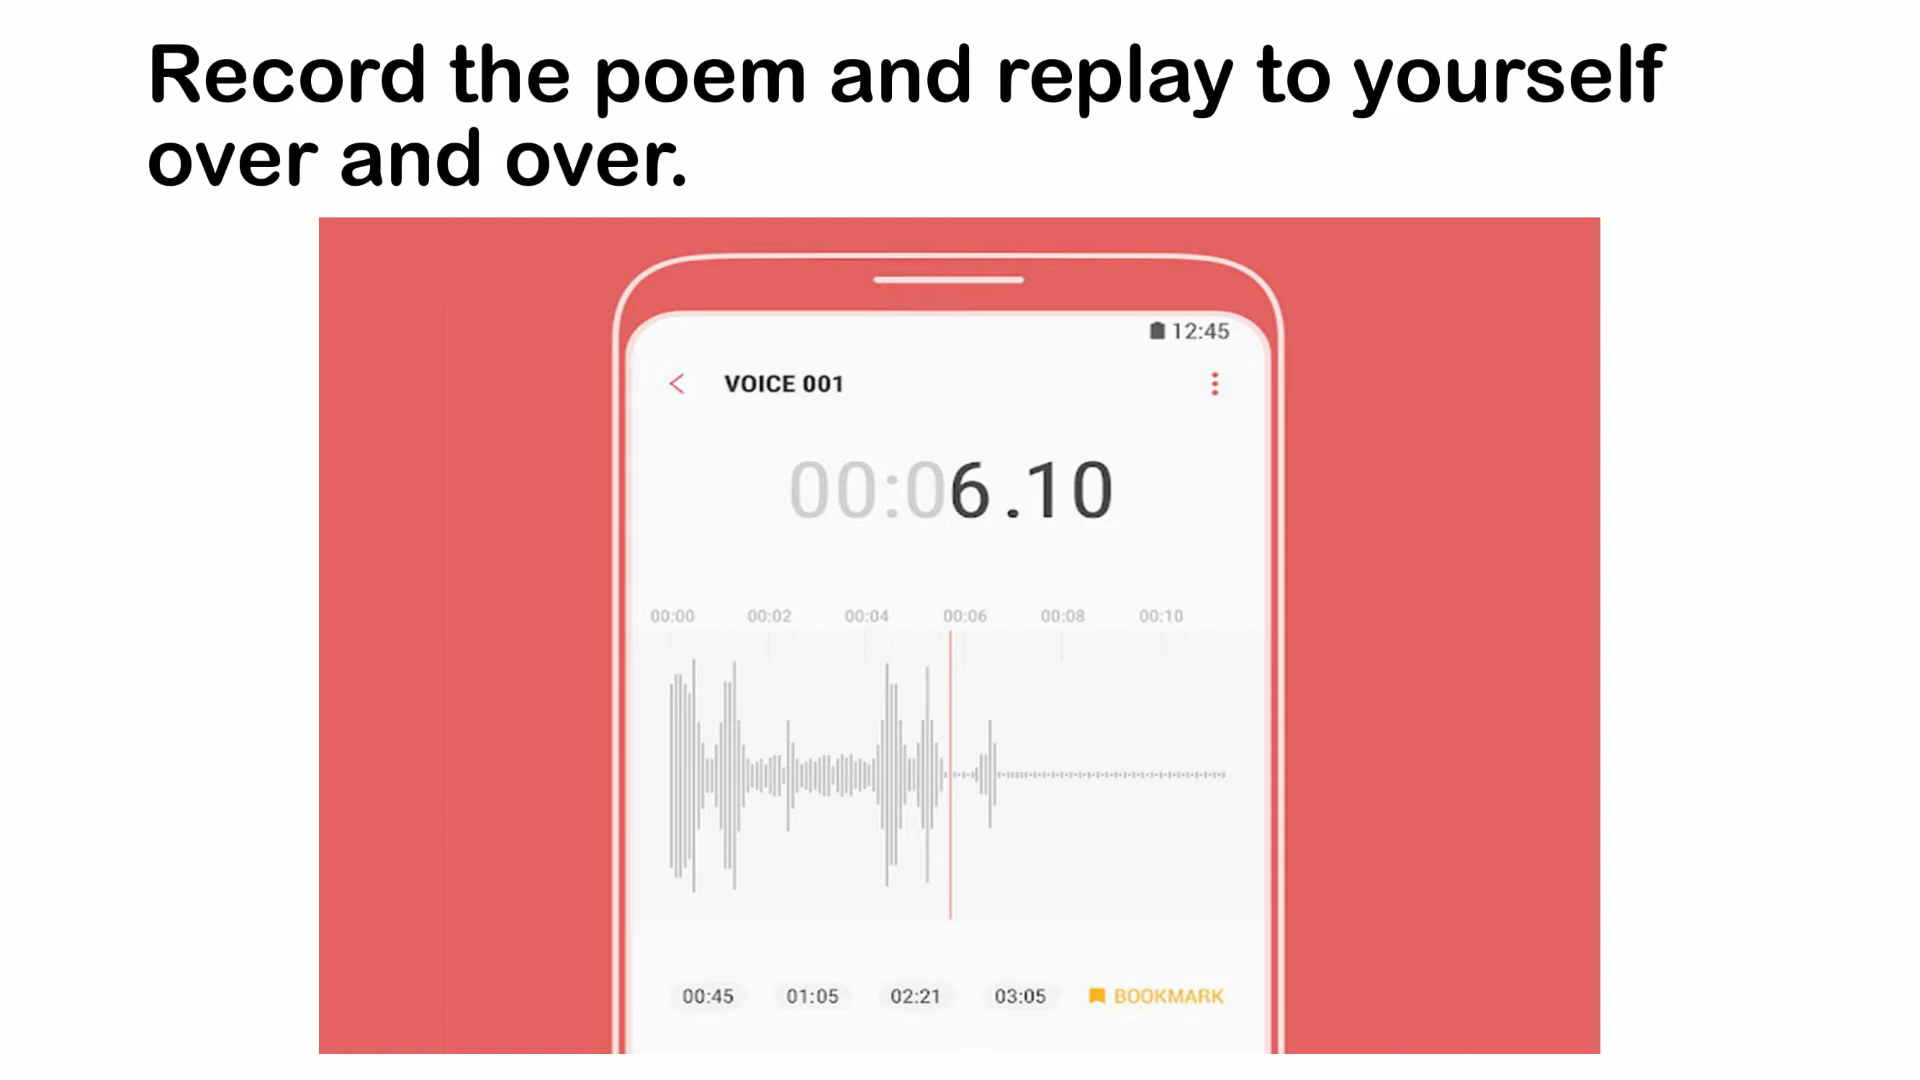 Record the poem and replay to yourself
over and over.
12:45
VOICE 001
00:06.10
00:00 00:02 00:04 00:06 00:08 00:10
00:45 01:05 02:21 03:05 BOOKMARK